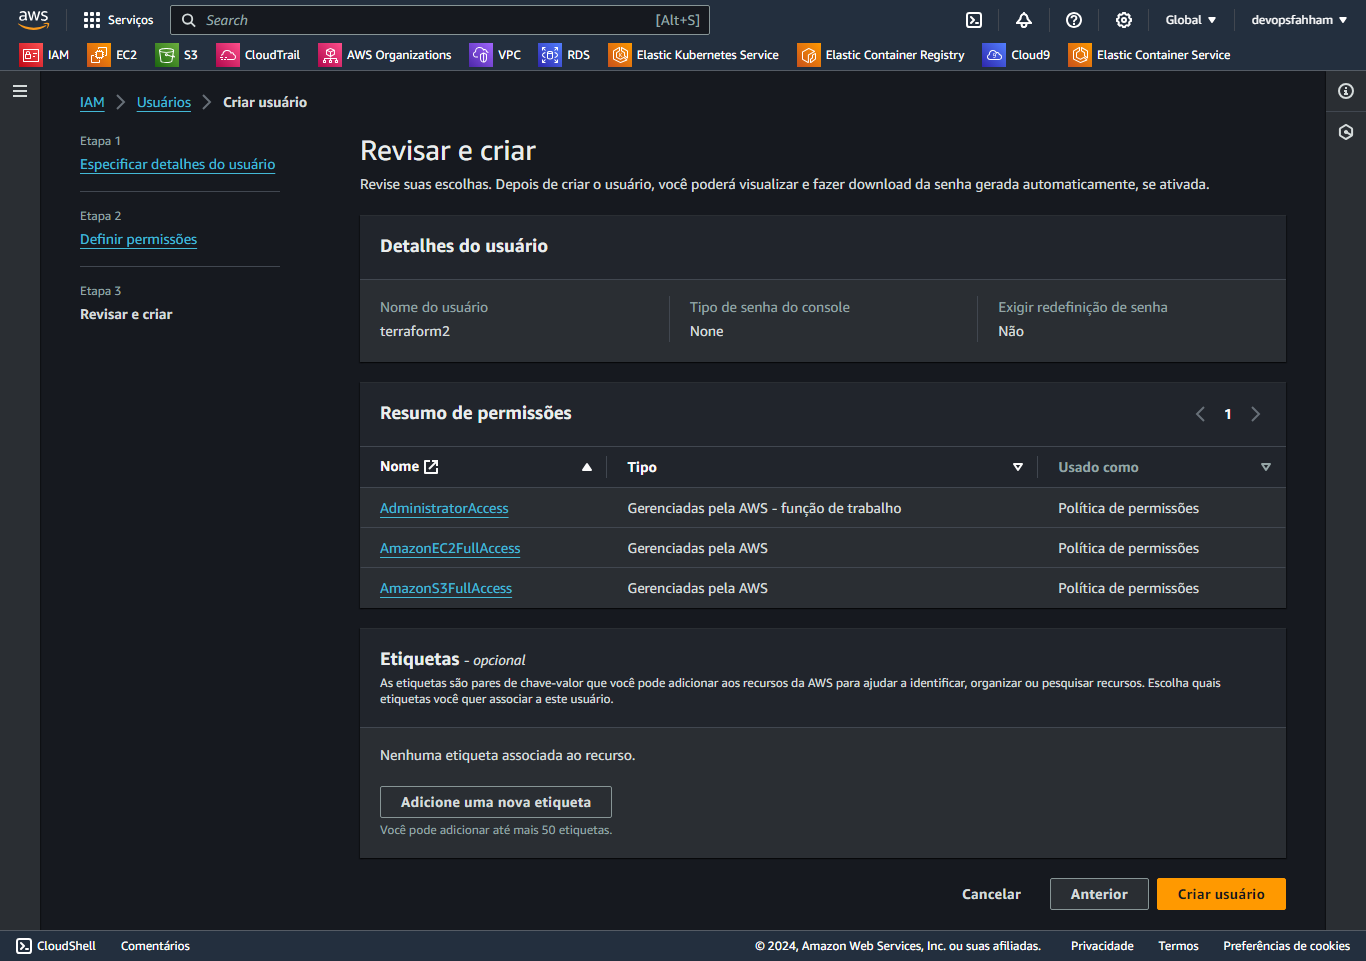 aws
Serviços
Search
[Alt+S]
Global
devopsfahham
IAM
EC2
S3
CloudTrail
AWS Organizations
VPC
RDS
Elastic Kubernetes Service
Elastic Container Registry
Cloud9
Elastic Container Service
IAM
Usuários
Criar usuário
Etapa 1
Especificar detalhes do usuário
Etapa 2
Definir permissões
Etapa 3
Revisar e criar
Revisar e criar
Revise suas escolhas. Depois de criar o usuário, você poderá visualizar e fazer download da senha gerada automaticamente, se ativada.
Detalhes do usuário
Nome do usuário
terraform2
Tipo de senha do console
None
Exigir redefinição de senha
Não
Resumo de permissões
1
Nome
Tipo
Usado como
AdministratorAccess
Gerenciadas pela AWS - função de trabalho
Política de permissões
AmazonEC2FullAccess
Gerenciadas pela AWS
Política de permissões
AmazonS3FullAccess
Gerenciadas pela AWS
Política de permissões
Etiquetas - opcional
As etiquetas são pares de chave-valor que você pode adicionar aos recursos da AWS para ajudar a identificar, organizar ou pesquisar recursos. Escolha quais
etiquetas você quer associar a este usuário.
Nenhuma etiqueta associada ao recurso.
Adicione uma nova etiqueta
Você pode adicionar até mais 50 etiquetas.
Cancelar
Anterior
Criar usuário
CloudShell
Comentários
© 2024, Amazon Web Services, Inc. ou suas afiliadas.
Privacidade
Termos
Preferências de cookies